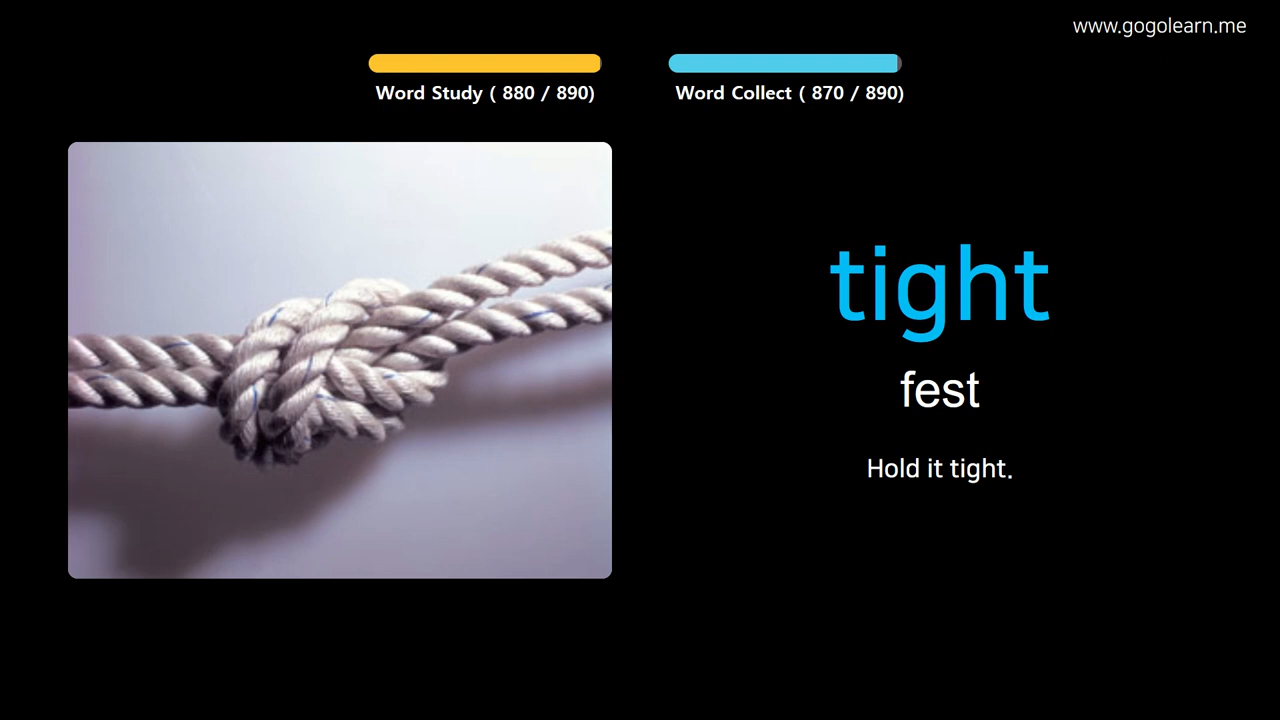 www.gogolearn.me
Word Study ( 880 / 890)
Word Collect ( 870 / 890)
tight
fest
Hold it tight.